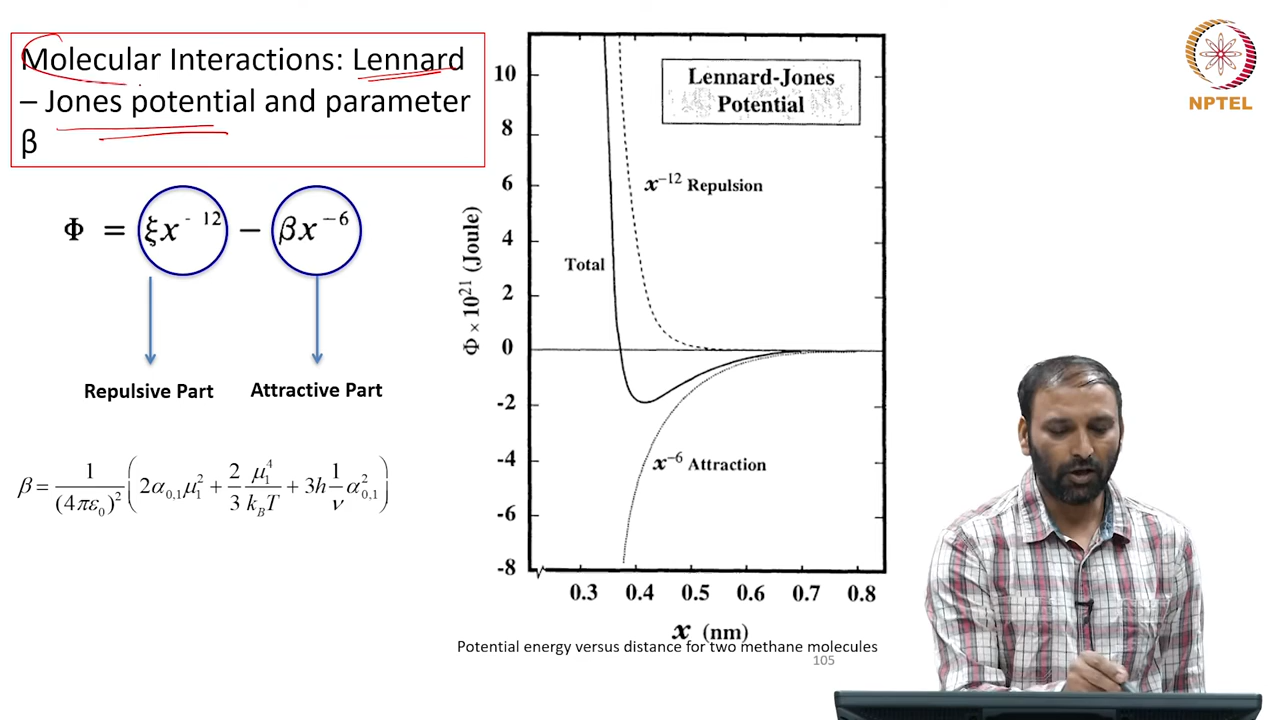 Molecular Interactions: Lennard
– Jones potential and parameter
β
Φ = ξx⁻¹² – βx⁻⁶
Repulsive Part
Attractive Part
β = 1/(4πε₀)² (2α₀,₁μ₁² + 2/3 μ₁⁴/k_BT + 3h 1/ν α²₀,₁)
Lennard-Jones
Potential
x⁻¹² Repulsion
Total
x⁻⁶ Attraction
Φ × 10²¹ (Joule)
10
8
6
4
2
0
-2
-4
-6
-8
0.3 0.4 0.5 0.6 0.7 0.8
x (nm)
Potential energy versus distance for two methane molecules
105
NPTEL